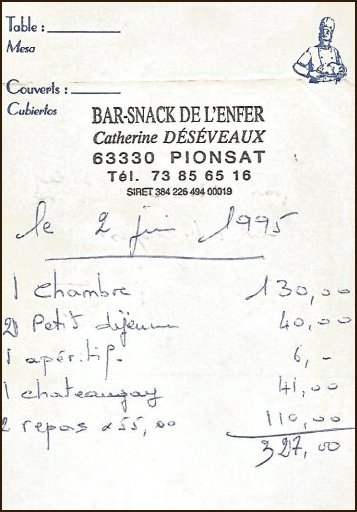 Table : ______
Mesa
Couverts : ____
Cubiertos
BAR-SNACK DE L'ENFER
Catherine DÉSÉVEAUX
63330 PIONSAT
Tél. 73 85 65 16
SIRET 384 226 494 00019
le 2 juin 1995
1 Chambre 130,00
2 Petit déjeuner 40,00
1 apéritif. 6,-
1 chateaugay 41,00
2 repas x 55,00 110,00
327,00